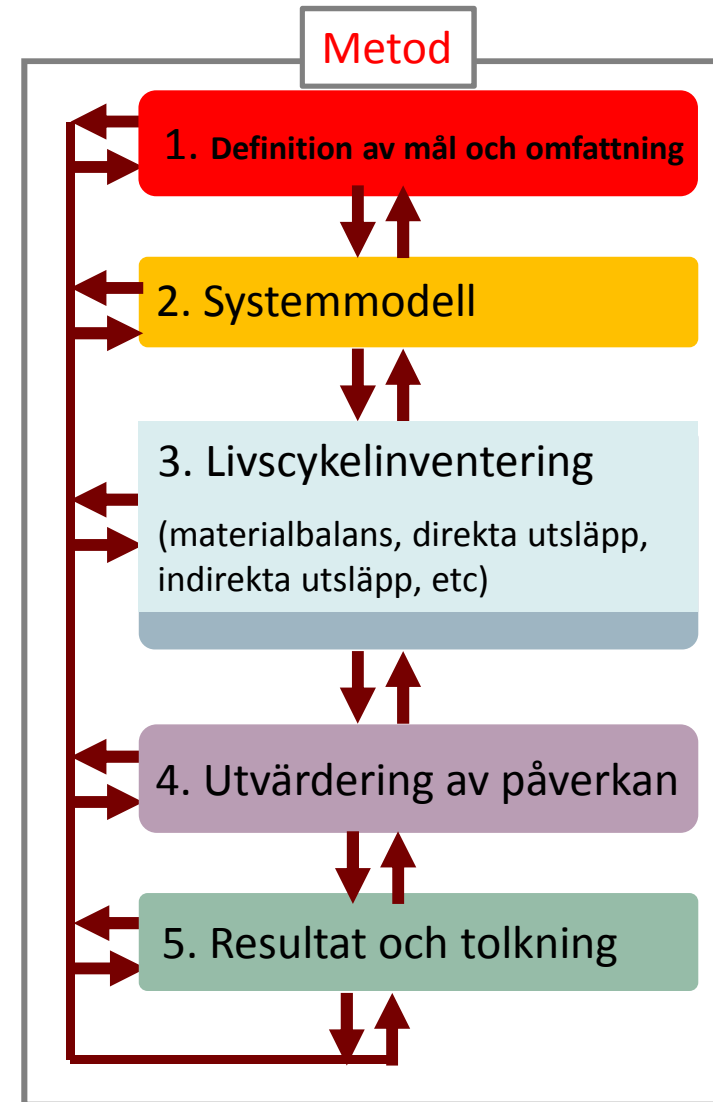 Metod
1. Definition av mål och omfattning
2. Systemmodell
3. Livscykelinventering
(materialbalans, direkta utsläpp,
indirekta utsläpp, etc)
4. Utvärdering av påverkan
5. Resultat och tolkning